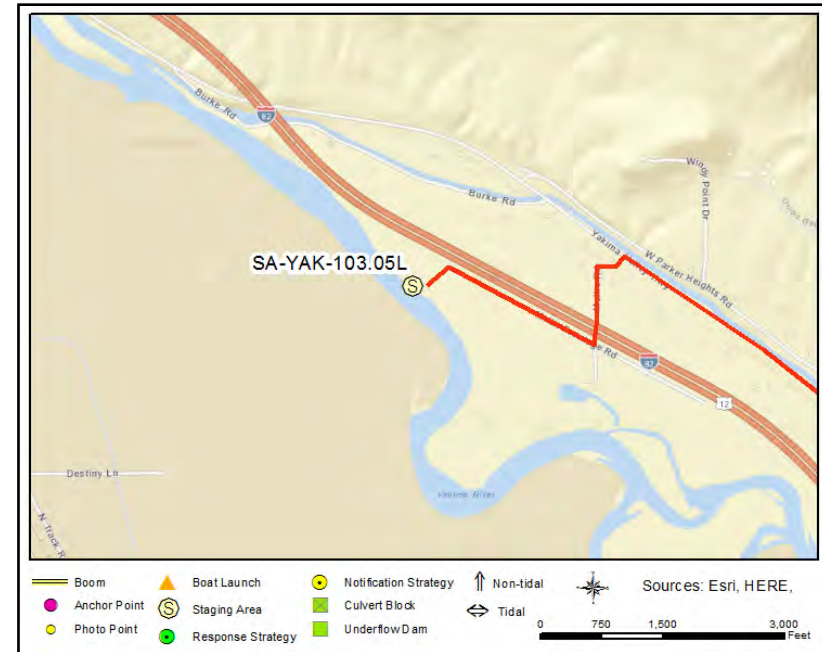 Burke Rd
82
Burke Rd
Windy Point Dr
W Parker Heights Rd
SA-YAK-103.05L
Rd
82
12
Destiny Ln
Yakima River
N Track R
Boom
Boat Launch
Notification Strategy
Non-tidal
Sources: Esri, HERE,
Anchor Point
S
Staging Area
Culvert Block
Tidal
Photo Point
Response Strategy
Underflow Dam
0 750 1,500 3,000
Feet